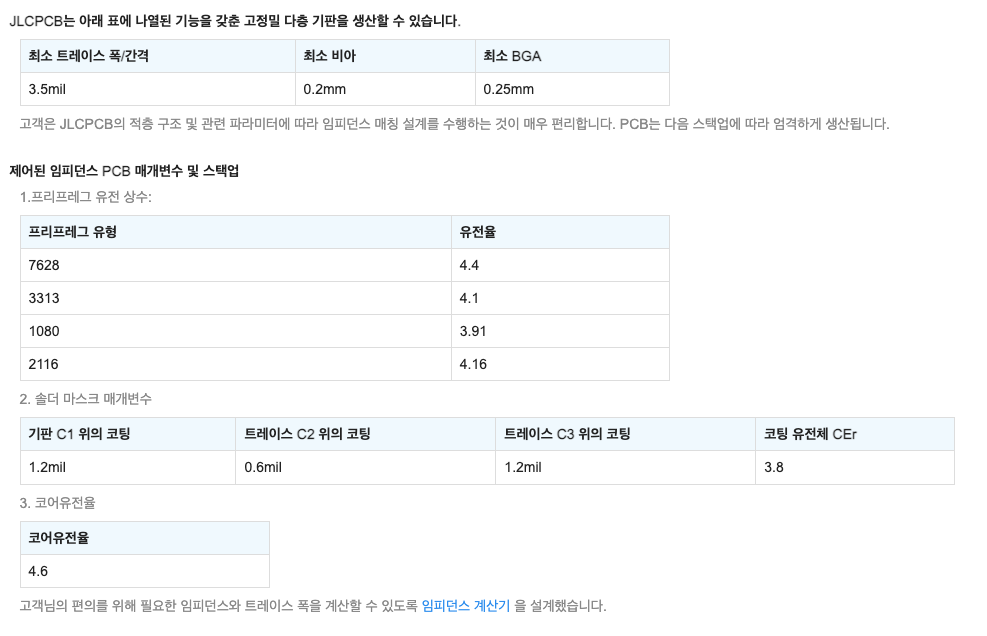 JLCPCB는 아래 표에 나열된 기능을 갖춘 고정밀 다층 기판을 생산할 수 있습니다.
최소 트레이스 폭/간격 최소 비아 최소 BGA
3.5mil 0.2mm 0.25mm
고객은 JLCPCB의 적층 구조 및 관련 파라미터에 따라 임피던스 매칭 설계를 수행하는 것이 매우 편리합니다. PCB는 다음 스택업에 따라 엄격하게 생산됩니다.
제어된 임피던스 PCB 매개변수 및 스택업
1.프리프레그 유전 상수:
프리프레그 유형 유전율
7628 4.4
3313 4.1
1080 3.91
2116 4.16
2. 솔더 마스크 매개변수
기판 C1 위의 코팅 트레이스 C2 위의 코팅 트레이스 C3 위의 코팅 코팅 유전체 CEr
1.2mil 0.6mil 1.2mil 3.8
3. 코어유전율
코어유전율
4.6
고객님의 편의를 위해 필요한 임피던스와 트레이스 폭을 계산할 수 있도록 임피던스 계산기 을 설계했습니다.